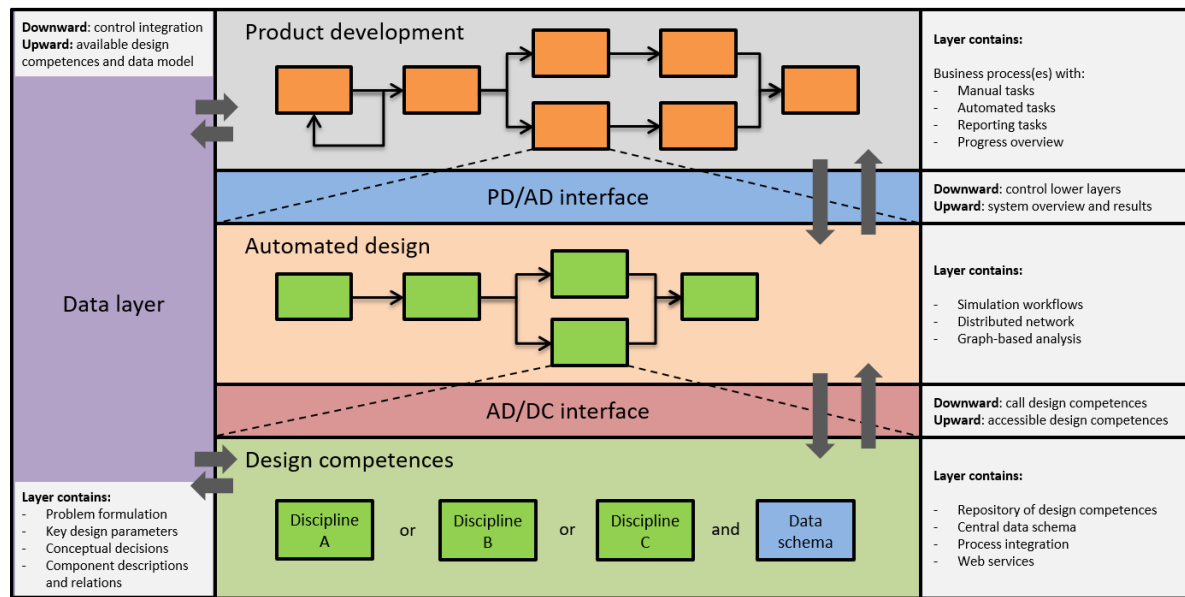 Downward: control integration
Upward: available design
competences and data model
Data layer
Layer contains:
- Problem formulation
- Key design parameters
- Conceptual decisions
- Component descriptions
and relations
Product development
PD/AD interface
Automated design
AD/DC interface
Design competences
Discipline
A
or
Discipline
B
or
Discipline
C
and
Data
schema
Layer contains:
Business process(es) with:
- Manual tasks
- Automated tasks
- Reporting tasks
- Progress overview
Downward: control lower layers
Upward: system overview and results
Layer contains:
- Simulation workflows
- Distributed network
- Graph-based analysis
Downward: call design competences
Upward: accessible design competences
Layer contains:
- Repository of design competences
- Central data schema
- Process integration
- Web services